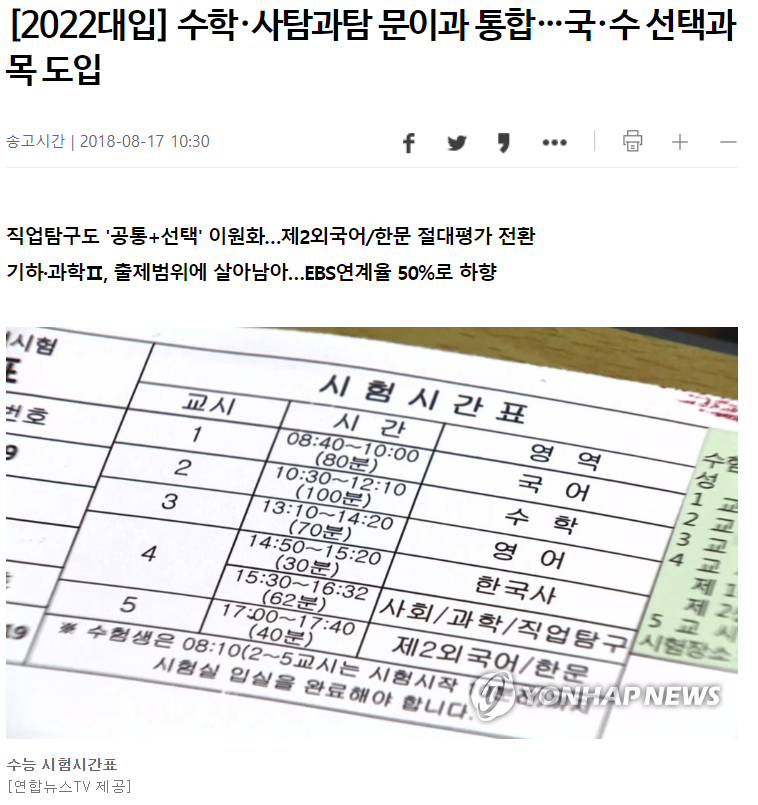 [2022대입] 수학·사탐과탐 문이과 통합…국·수 선택과
목 도입
송고시간 | 2018-08-17 10:30
직업탐구도 '공통+선택' 이원화…제2외국어/한문 절대평가 전환
기하·과학Ⅱ, 출제범위에 살아남아…EBS연계율 50%로 하향
시험
번호
시험시간표
교시
시 간
영 역
1
08:40~10:00
(80분)
국 어
2
10:30~12:10
(100분)
수 학
3
13:10~14:20
(70분)
영 어
4
14:50~15:20
(30분)
한국사
15:30~16:32
(62분)
사회/과학/직업탐구
5
17:00~17:40
(40분)
제2외국어/한문
※ 수험생은 08:10(2~5교시는 시험시작
시험실 입실을 완료해야 합니다.
수험
성
1 교
2 교
3 교
4 교
제 1
제 2
5 교 시
시험장소
YONHAP NEWS
수능 시험시간표
[연합뉴스TV 제공]